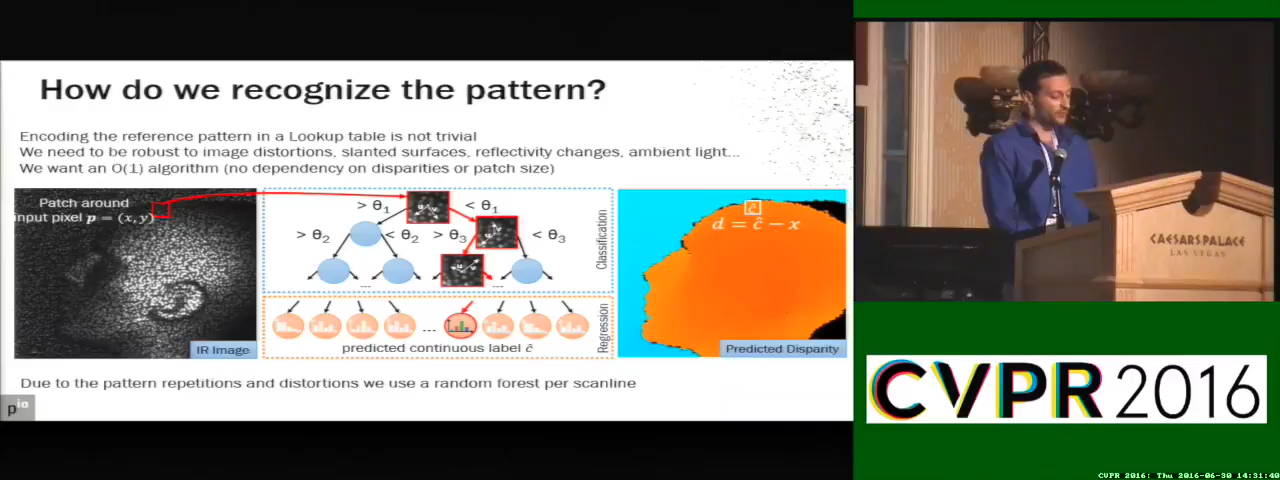 How do we recognize the pattern?
Encoding the reference pattern in a Lookup table is not trivial
We need to be robust to image distortions, slanted surfaces, reflectivity changes, ambient light...
We want an O(1) algorithm (no dependency on disparities or patch size)
Patch around
input pixel p = (x, y)
IR Image
> θ₁
< θ₁
> θ₂
< θ₂
> θ₃
< θ₃
...
...
Classification
...
predicted continuous label ĉ
Regression
ĉ
d = ĉ − x
Predicted Disparity
Due to the pattern repetitions and distortions we use a random forest per scanline
CAESARS PALACE
LAS VEGAS
CVPR 2016
CVPR 2016: Thu 2016-06-30 14:31:40